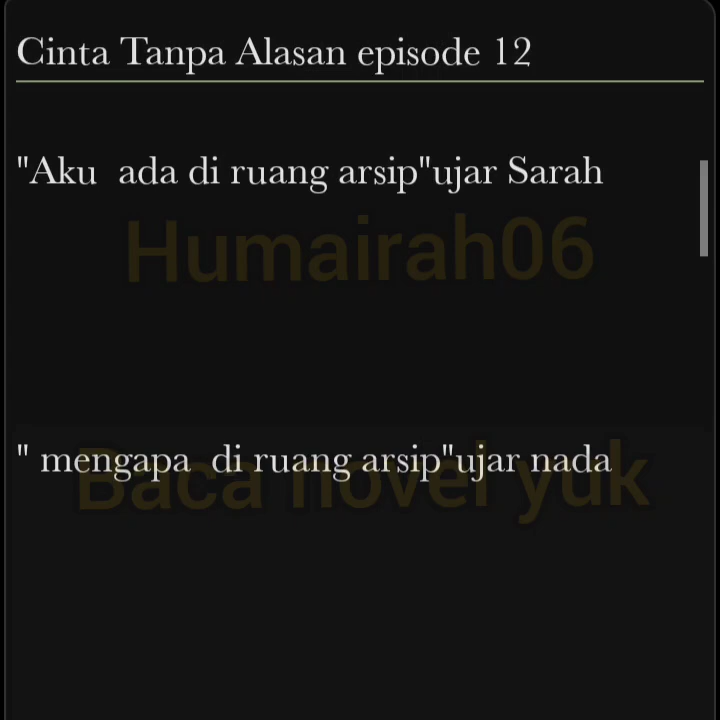 Cinta Tanpa Alasan episode 12
"Aku  ada di ruang arsip"ujar Sarah
Humairah06
" mengapa  di ruang arsip"ujar nada
Baca novel yuk